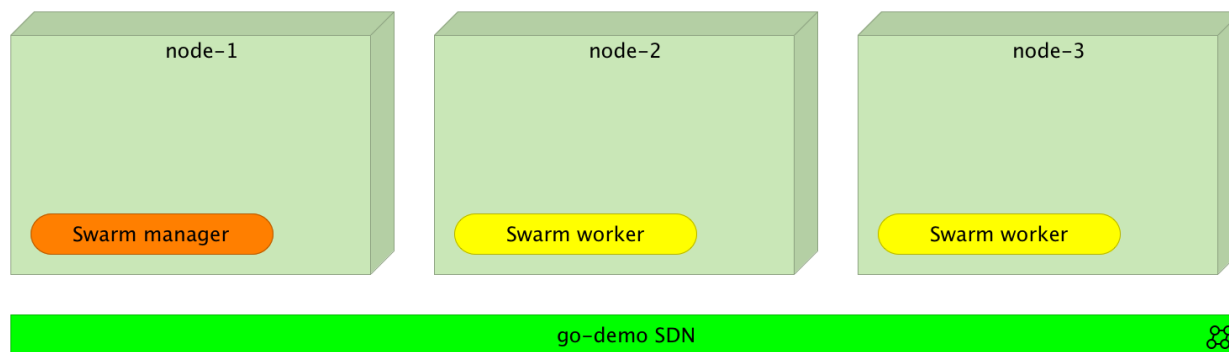 node-1
node-2
node-3
Swarm manager
Swarm worker
Swarm worker
go-demo SDN